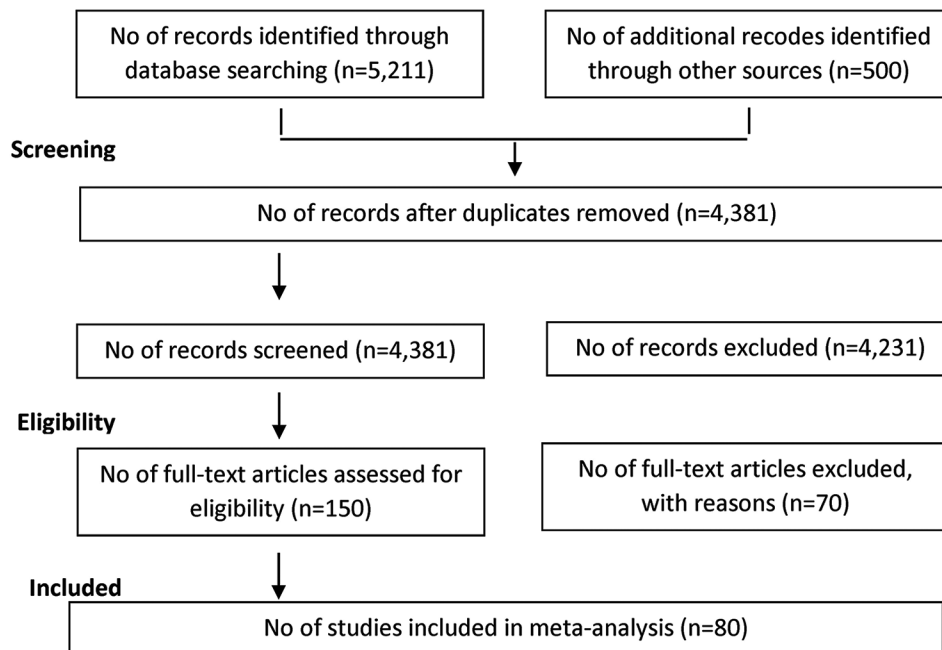 No of records identified through
database searching (n=5,211)
No of additional recodes identified
through other sources (n=500)
Screening
No of records after duplicates removed (n=4,381)
No of records screened (n=4,381)
No of records excluded (n=4,231)
Eligibility
No of full-text articles assessed for
eligibility (n=150)
No of full-text articles excluded,
with reasons (n=70)
Included
No of studies included in meta-analysis (n=80)